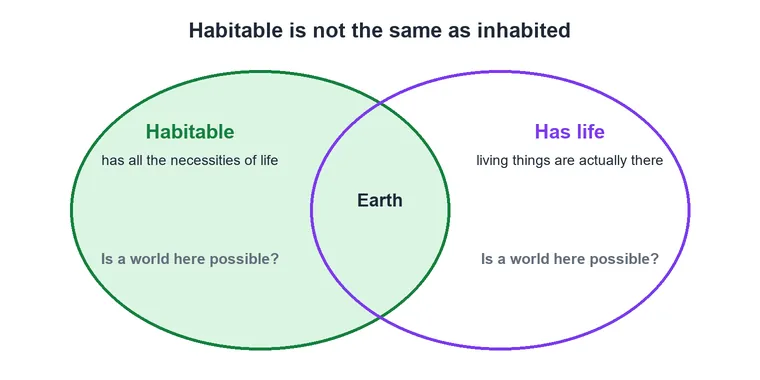 Habitable is not the same as inhabited
Habitable
has all the necessities of life
Has life
living things are actually there
Earth
Is a world here possible?
Is a world here possible?